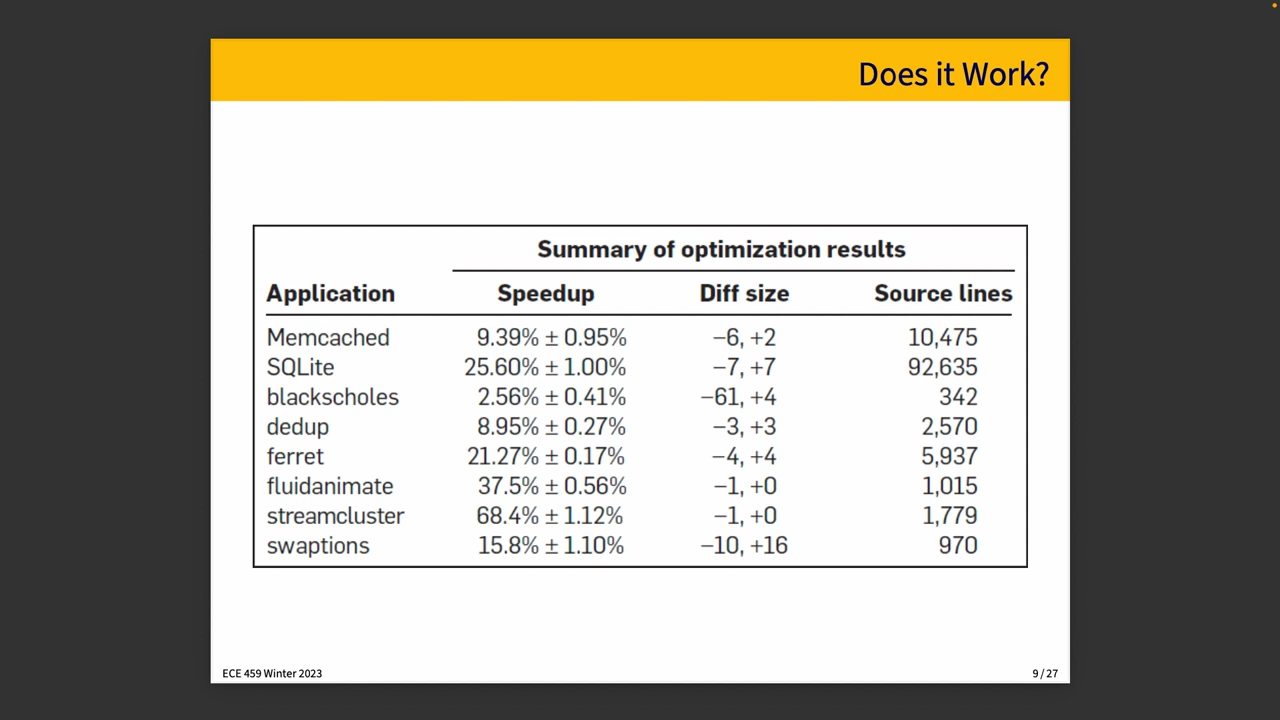 Does it Work?
Summary of optimization results
Application Speedup Diff size Source lines
Memcached 9.39% ± 0.95% −6, +2 10,475
SQLite 25.60% ± 1.00% −7, +7 92,635
blackscholes 2.56% ± 0.41% −61, +4 342
dedup 8.95% ± 0.27% −3, +3 2,570
ferret 21.27% ± 0.17% −4, +4 5,937
fluidanimate 37.5% ± 0.56% −1, +0 1,015
streamcluster 68.4% ± 1.12% −1, +0 1,779
swaptions 15.8% ± 1.10% −10, +16 970
ECE 459 Winter 2023 9 / 27